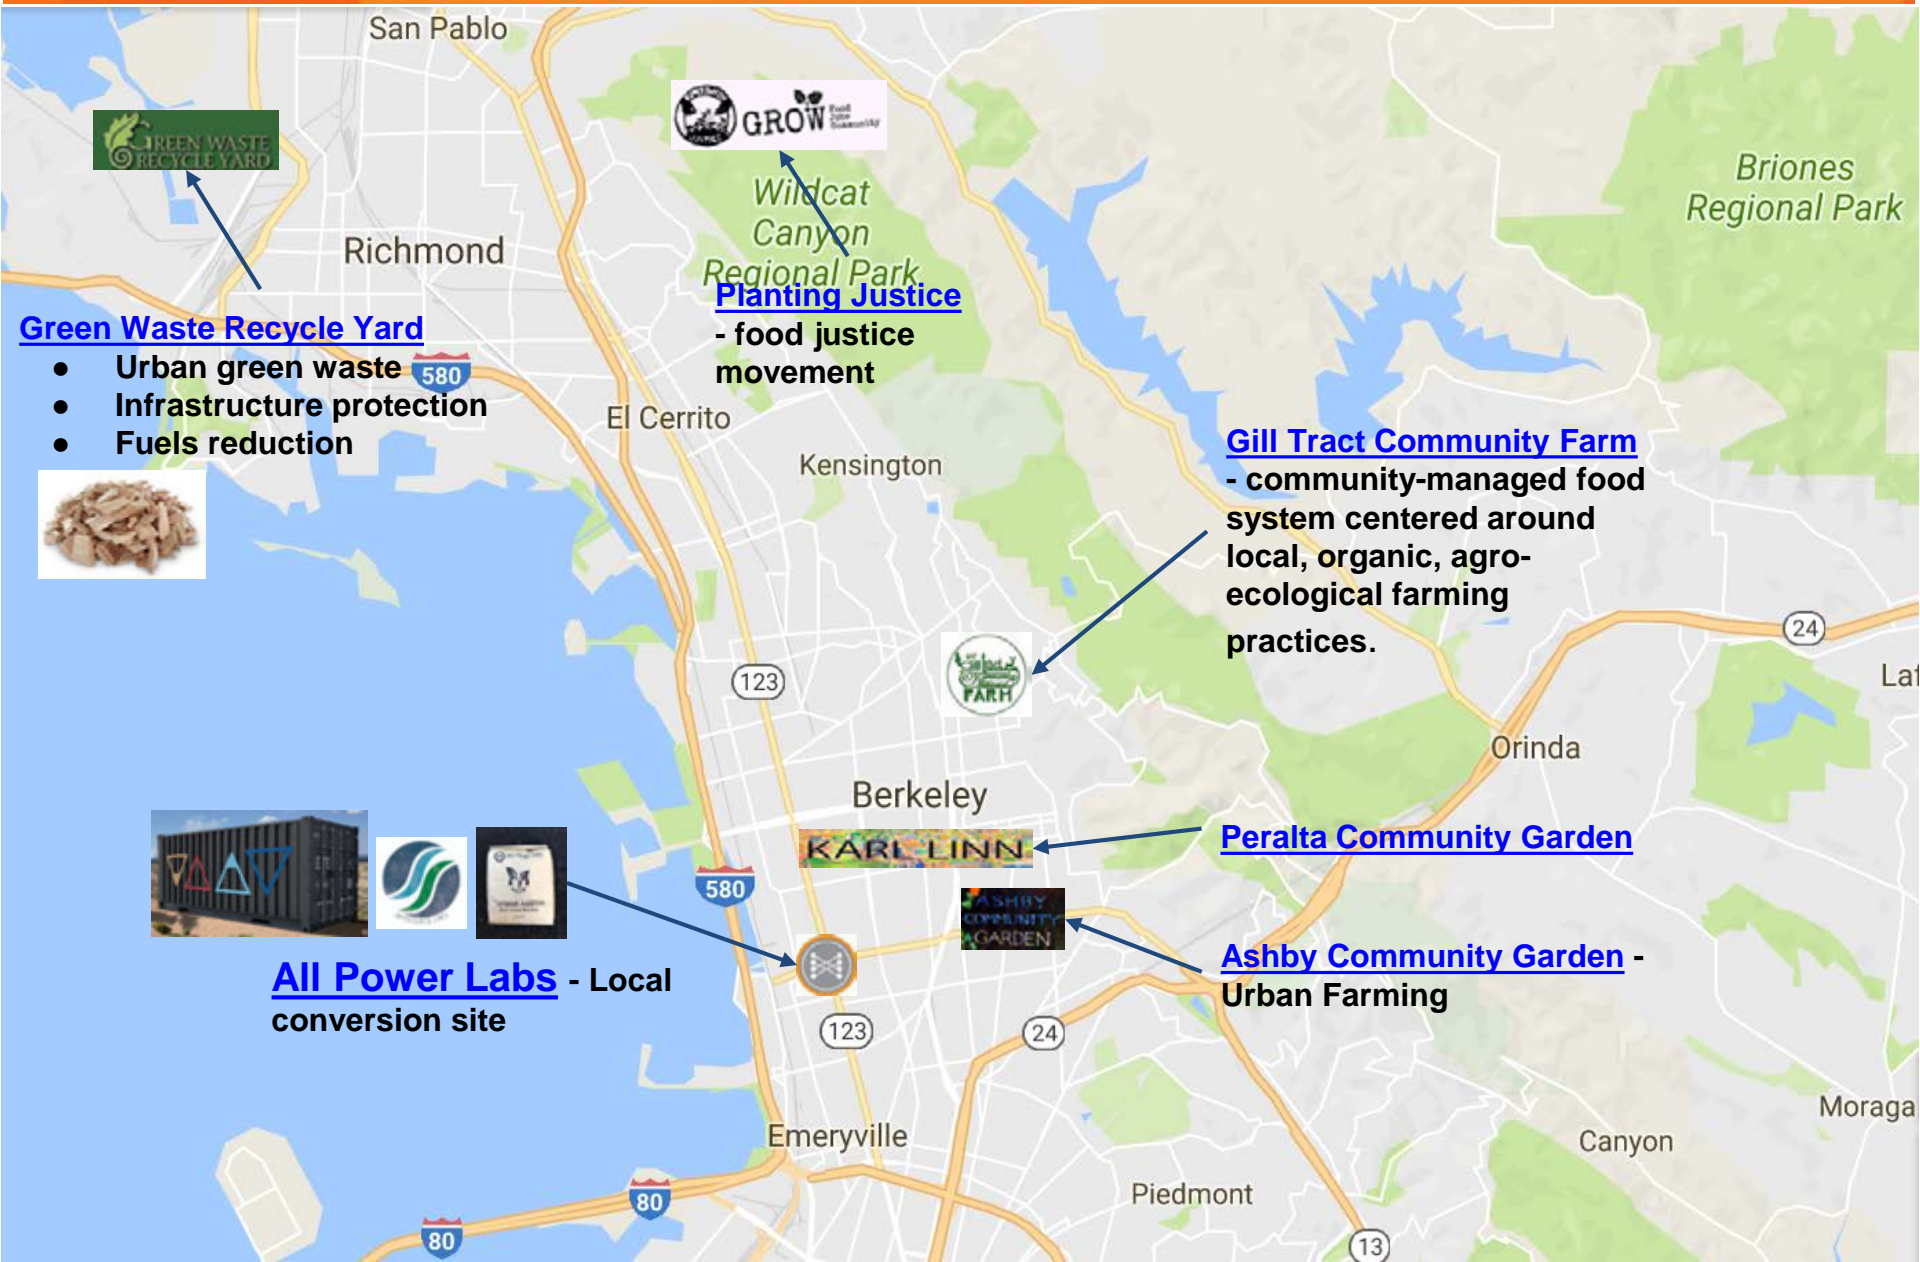 San Pablo
GREEN WASTE
RECYCLE YARD
GROW Food
Jobs
Community
Briones
Regional Park
Wildcat
Canyon
Regional Park
Richmond
Planting Justice
- food justice
movement
Green Waste Recycle Yard
● Urban green waste
● Infrastructure protection
● Fuels reduction
580
El Cerrito
Kensington
Gill Tract Community Farm
- community-managed food
system centered around
local, organic, agro-
ecological farming
practices.
24
FARM
123
Laf
Orinda
Berkeley
KARL LINN
Peralta Community Garden
580
ASHBY
COMMUNITY
GARDEN
Ashby Community Garden -
Urban Farming
All Power Labs - Local
conversion site
123
24
Moraga
Emeryville
Canyon
Piedmont
80
80
13